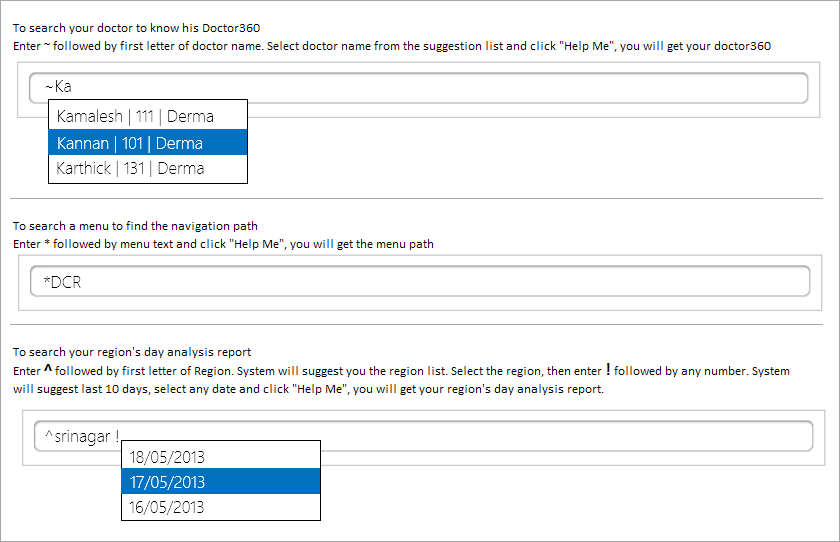 To search your doctor to know his Doctor360
Enter ~ followed by first letter of doctor name. Select doctor name from the suggestion list and click "Help Me", you will get your doctor360
~Ka
Kamalesh | 111 | Derma
Kannan | 101 | Derma
Karthick | 131 | Derma
To search a menu to find the navigation path
Enter * followed by menu text and click "Help Me", you will get the menu path
*DCR
To search your region's day analysis report
Enter ^ followed by first letter of Region. System will suggest you the region list. Select the region, then enter ! followed by any number. System
will suggest last 10 days, select any date and click "Help Me", you will get your region's day analysis report.
^srinagar !
18/05/2013
17/05/2013
16/05/2013